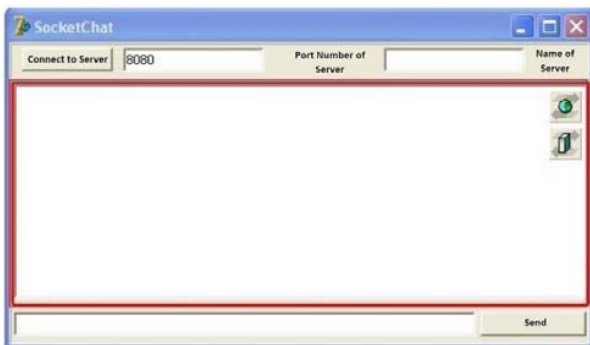 SocketChat
Connect to Server
8080
Port Number of
Server
Name of
Server
Send